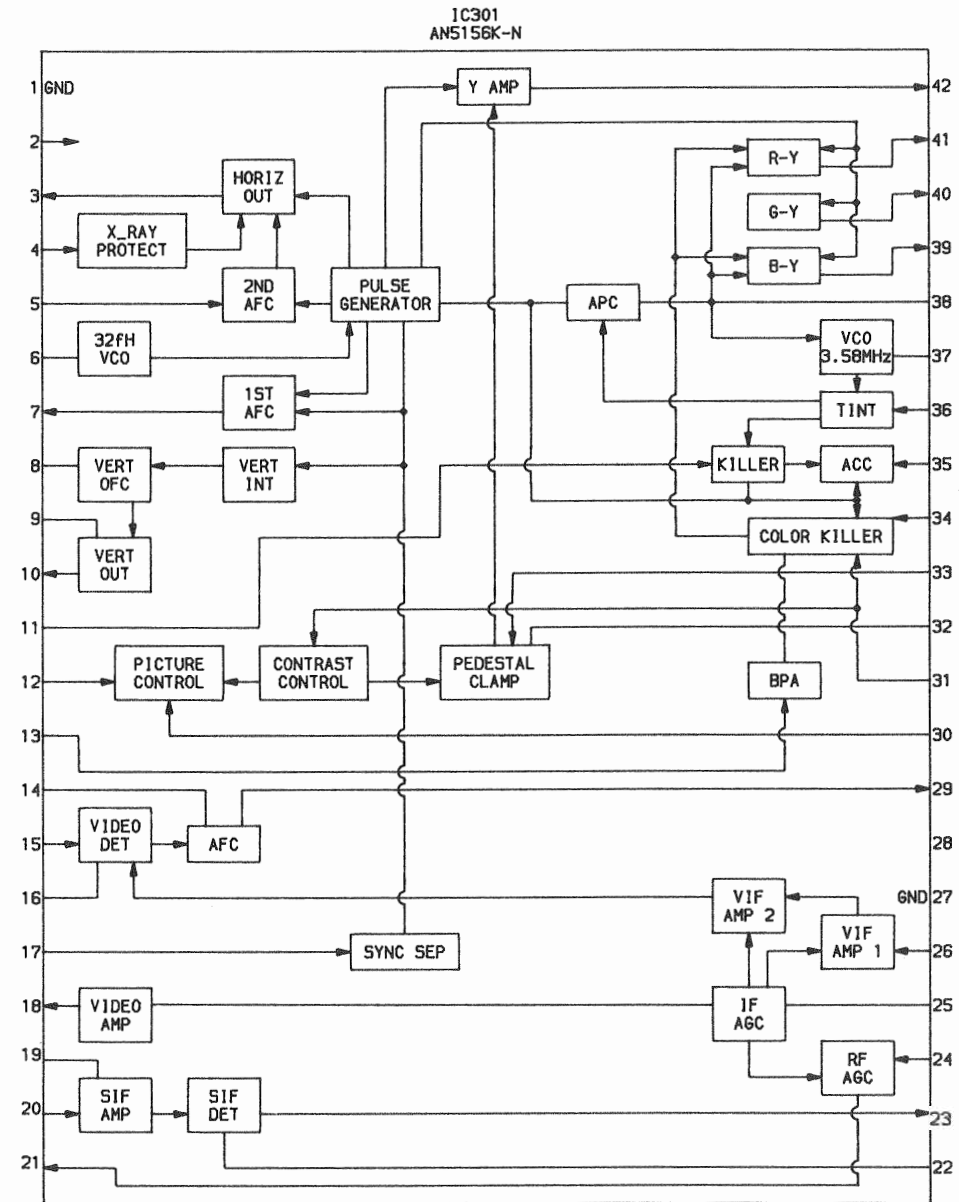 IC301
AN5156K-N
1 GND
Y AMP
42
2
41
R-Y
HORIZ
OUT
3
G-Y
40
X_RAY
PROTECT
4
B-Y
39
2ND
AFC
PULSE
GENERATOR
APC
5
38
32fH
VCO
VCO
3.58MHz
6
37
1ST
AFC
7
TINT
36
8
VERT
OFC
VERT
INT
KILLER
ACC
35
9
34
COLOR KILLER
VERT
OUT
10
33
11
32
PICTURE
CONTROL
CONTRAST
CONTROL
PEDESTAL
CLAMP
BPA
12
31
13
30
14
29
VIDEO
DET
AFC
15
28
16
VIF
AMP 2
GND 27
VIF
AMP 1
17
SYNC SEP
26
18
VIDEO
AMP
IF
AGC
25
19
RF
AGC
24
SIF
AMP
SIF
DET
20
23
21
22